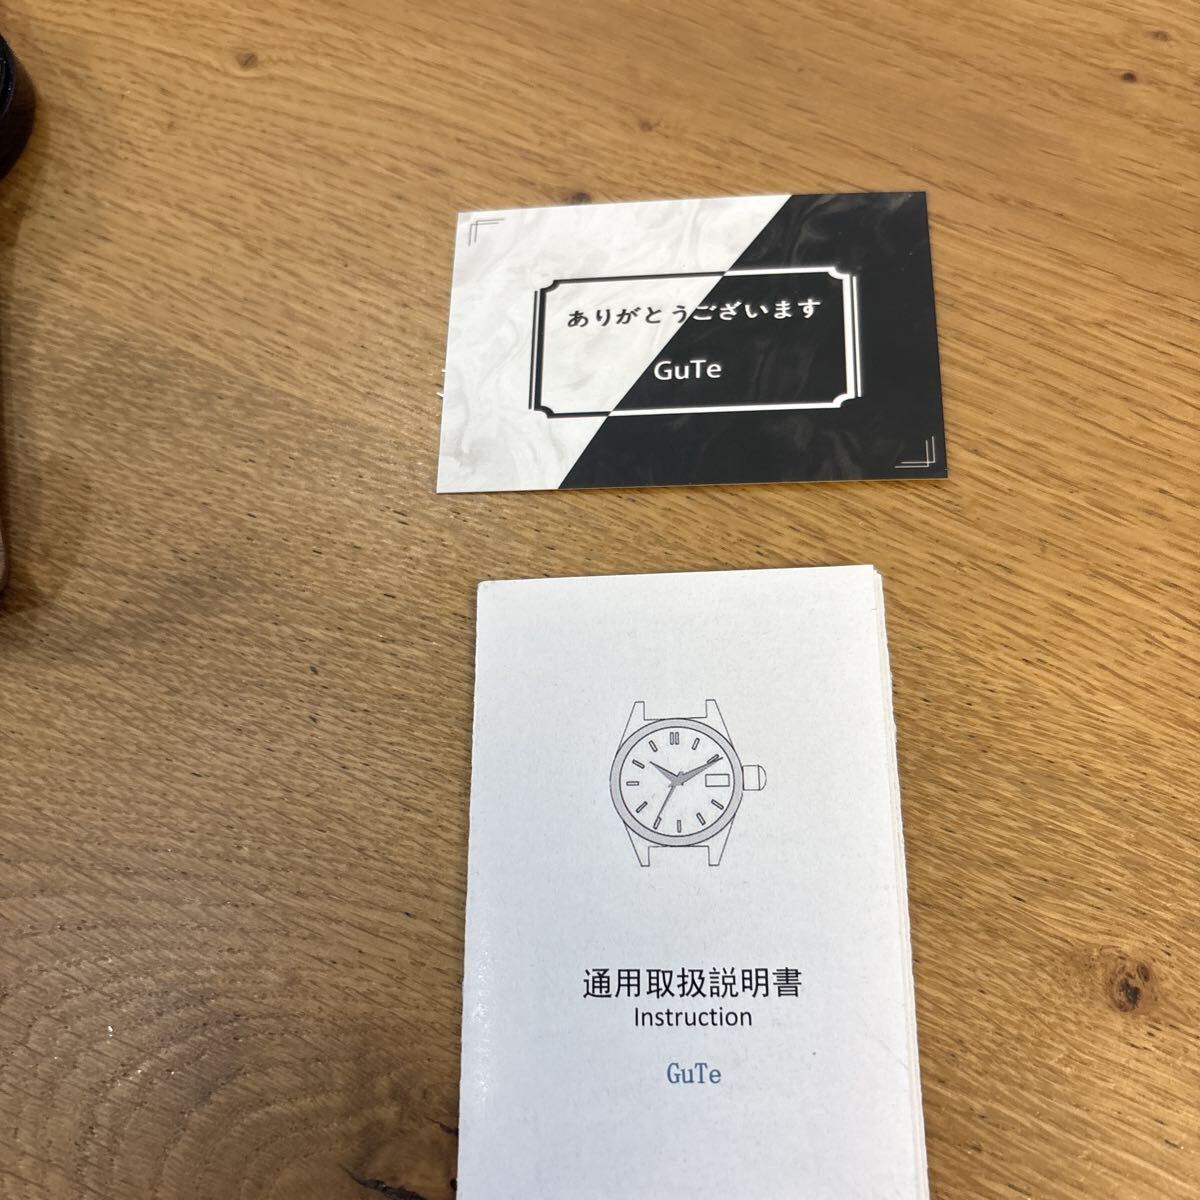 ありがとうございます
GuTe
通用取扱説明書
Instruction
GuTe